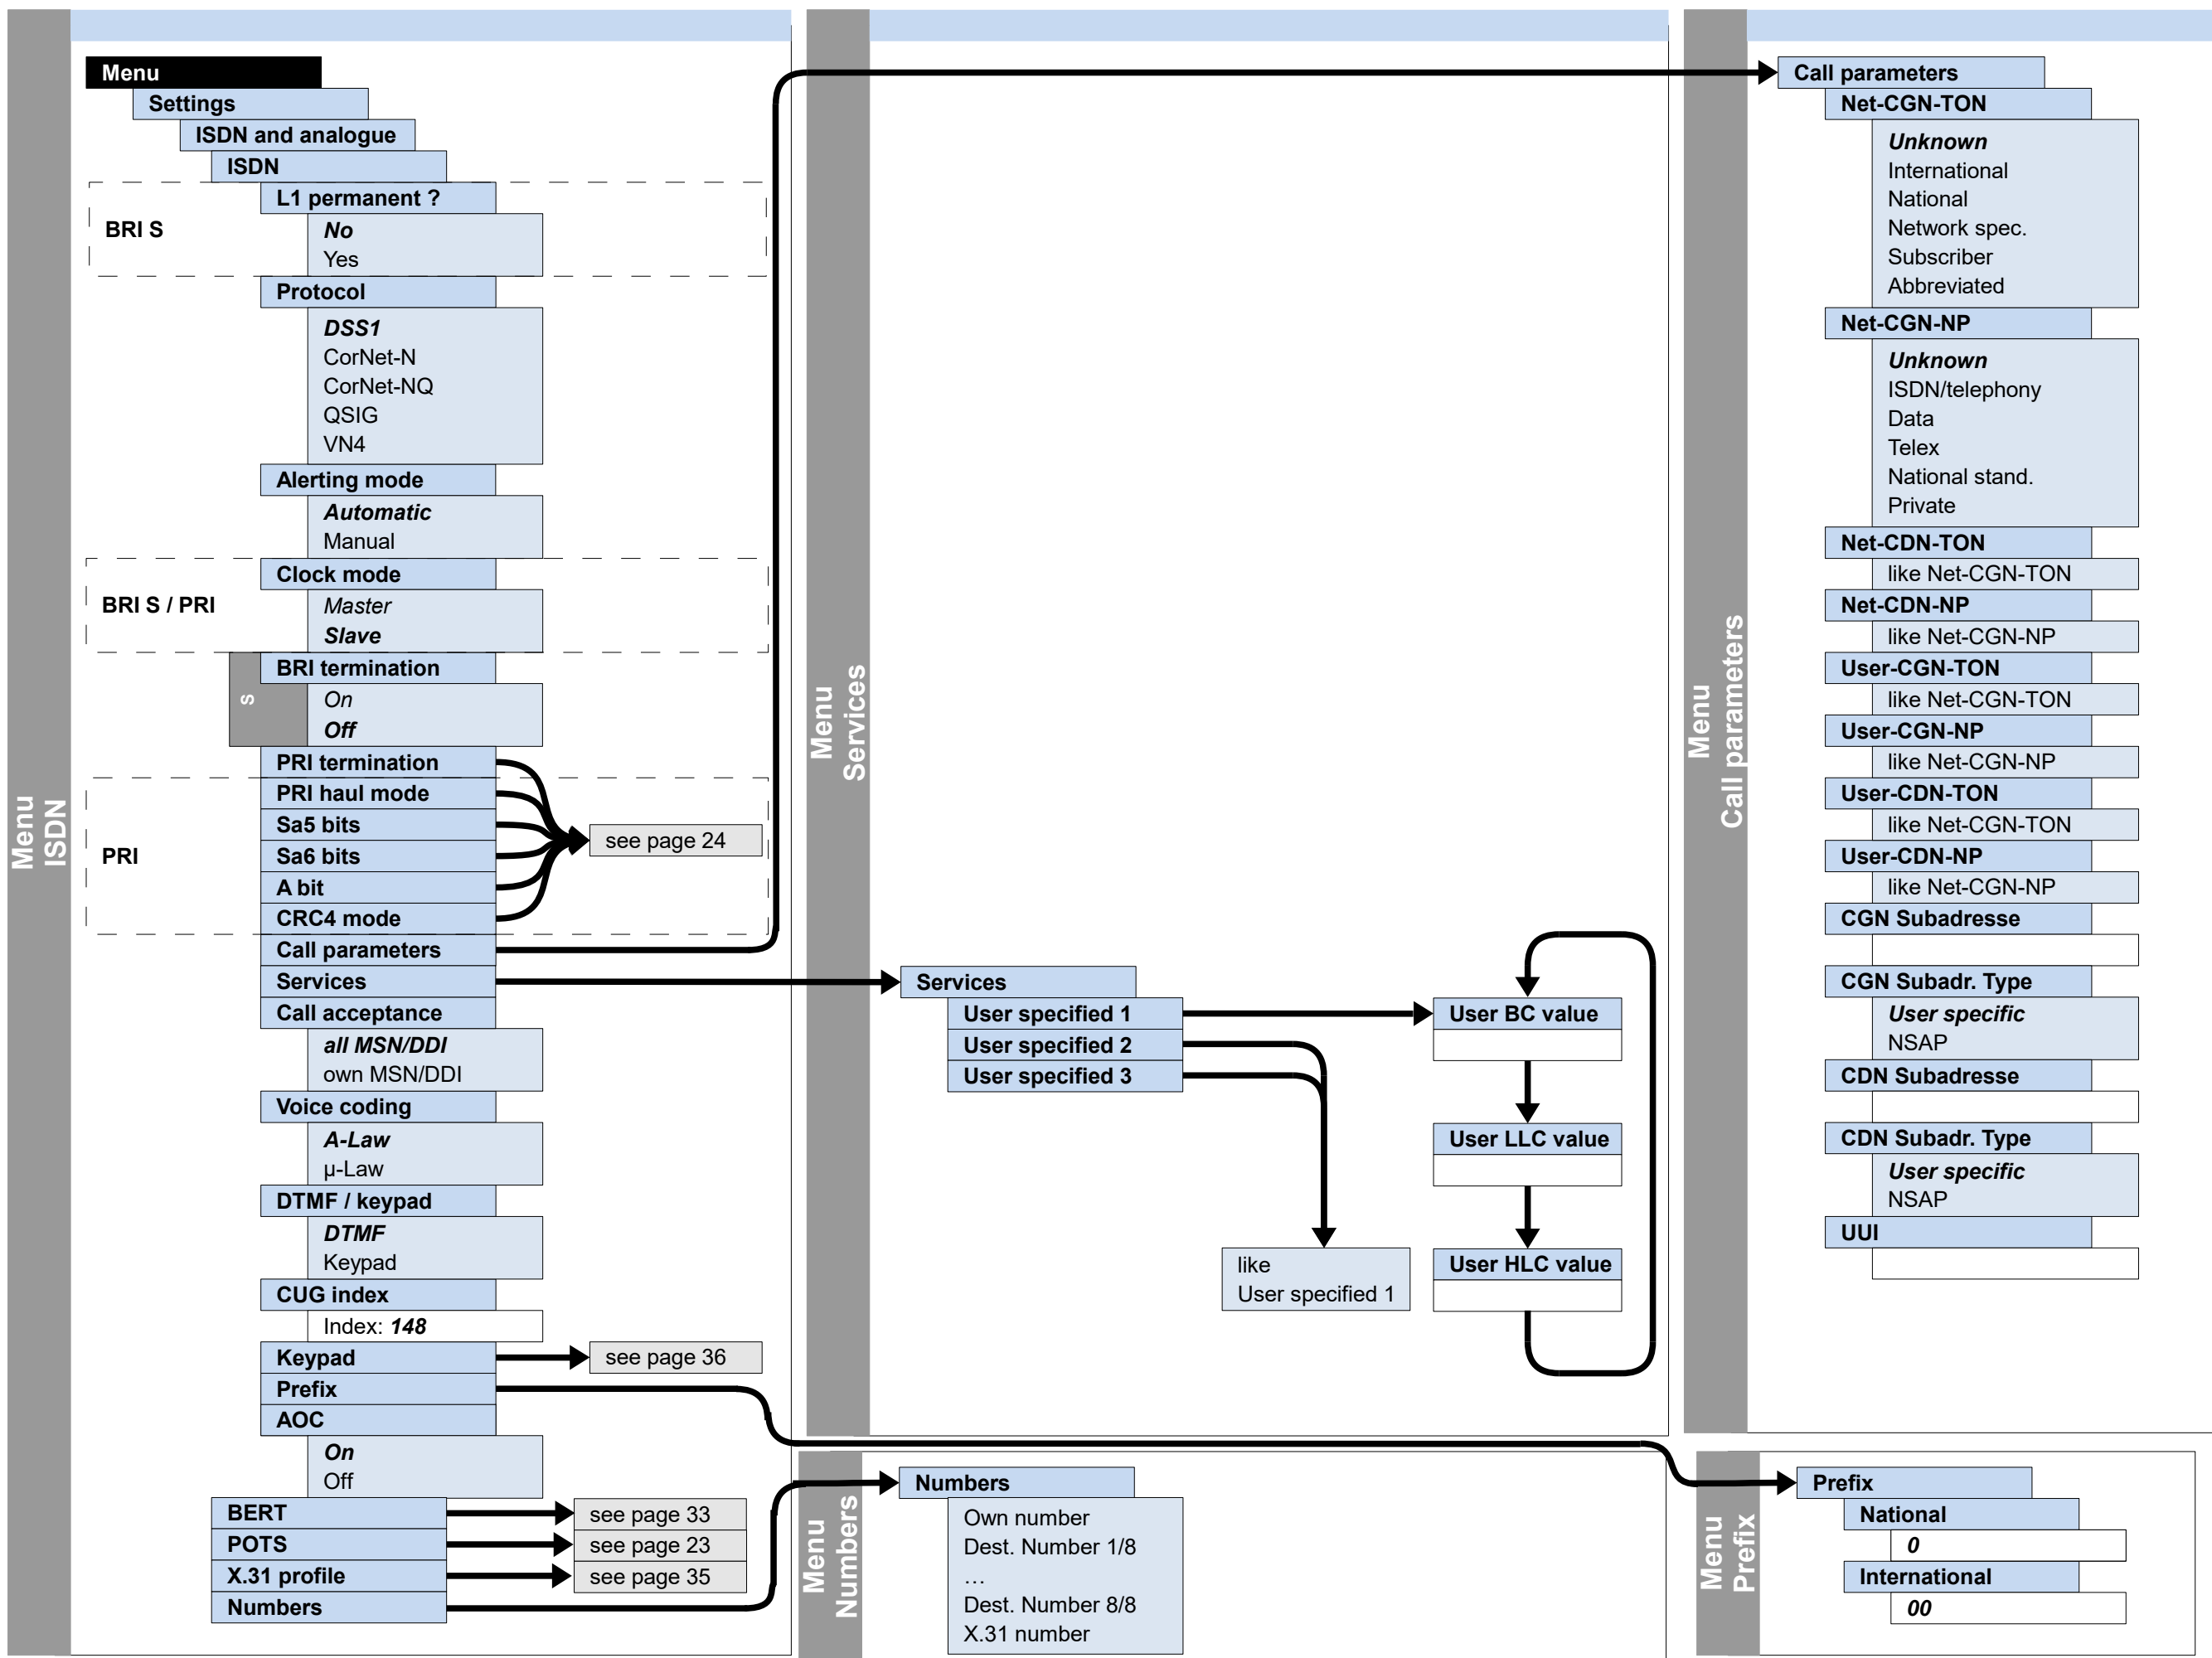 Menu
ISDN
Menu
Settings
ISDN and analogue
ISDN
L1 permanent ?
BRI S
No
Yes
Protocol
DSS1
CorNet-N
CorNet-NQ
QSIG
VN4
Alerting mode
Automatic
Manual
Clock mode
BRI S / PRI
Master
Slave
BRI termination
S
On
Off
PRI termination
PRI haul mode
Sa5 bits
see page 24
Sa6 bits
PRI
A bit
CRC4 mode
Call parameters
Services
Call acceptance
all MSN/DDI
own MSN/DDI
Voice coding
A-Law
µ-Law
DTMF / keypad
DTMF
Keypad
CUG index
Index: 148
Keypad
see page 36
Prefix
AOC
On
Off
BERT
see page 33
POTS
see page 23
X.31 profile
see page 35
Numbers
Menu
Services
Services
User specified 1
User specified 2
User specified 3
like
User specified 1
User BC value
User LLC value
User HLC value
Menu
Numbers
Numbers
Own number
Dest. Number 1/8
…
Dest. Number 8/8
X.31 number
Menu
Call parameters
Call parameters
Net-CGN-TON
Unknown
International
National
Network spec.
Subscriber
Abbreviated
Net-CGN-NP
Unknown
ISDN/telephony
Data
Telex
National stand.
Private
Net-CDN-TON
like Net-CGN-TON
Net-CDN-NP
like Net-CGN-NP
User-CGN-TON
like Net-CGN-TON
User-CGN-NP
like Net-CGN-NP
User-CDN-TON
like Net-CGN-TON
User-CDN-NP
like Net-CGN-NP
CGN Subadresse
CGN Subadr. Type
User specific
NSAP
CDN Subadresse
CDN Subadr. Type
User specific
NSAP
UUI
Menu
Prefix
Prefix
National
0
International
00